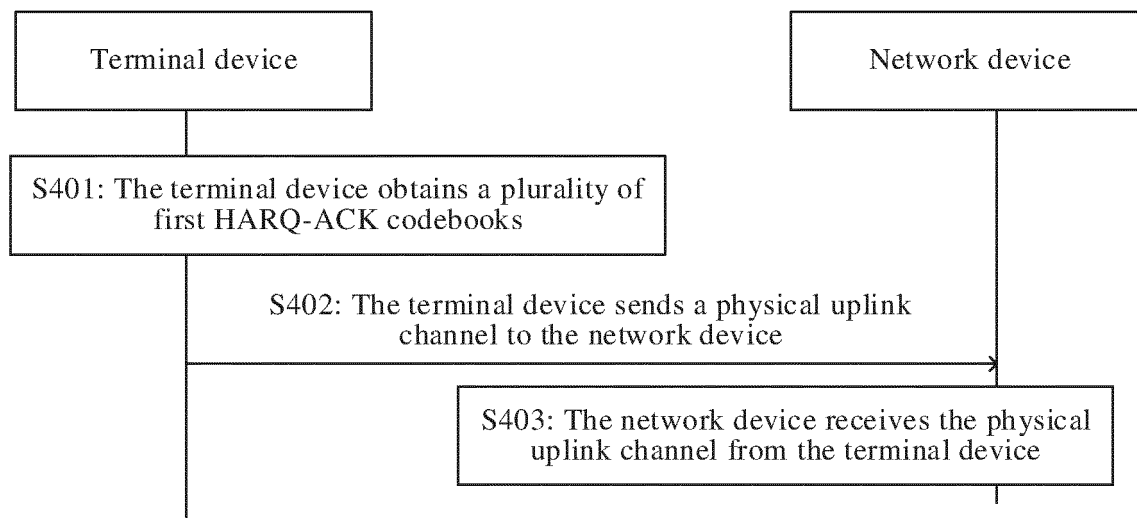 Terminal device
Network device
S401: The terminal device obtains a plurality of
first HARQ-ACK codebooks
S402: The terminal device sends a physical uplink
channel to the network device
S403: The network device receives the physical
uplink channel from the terminal device